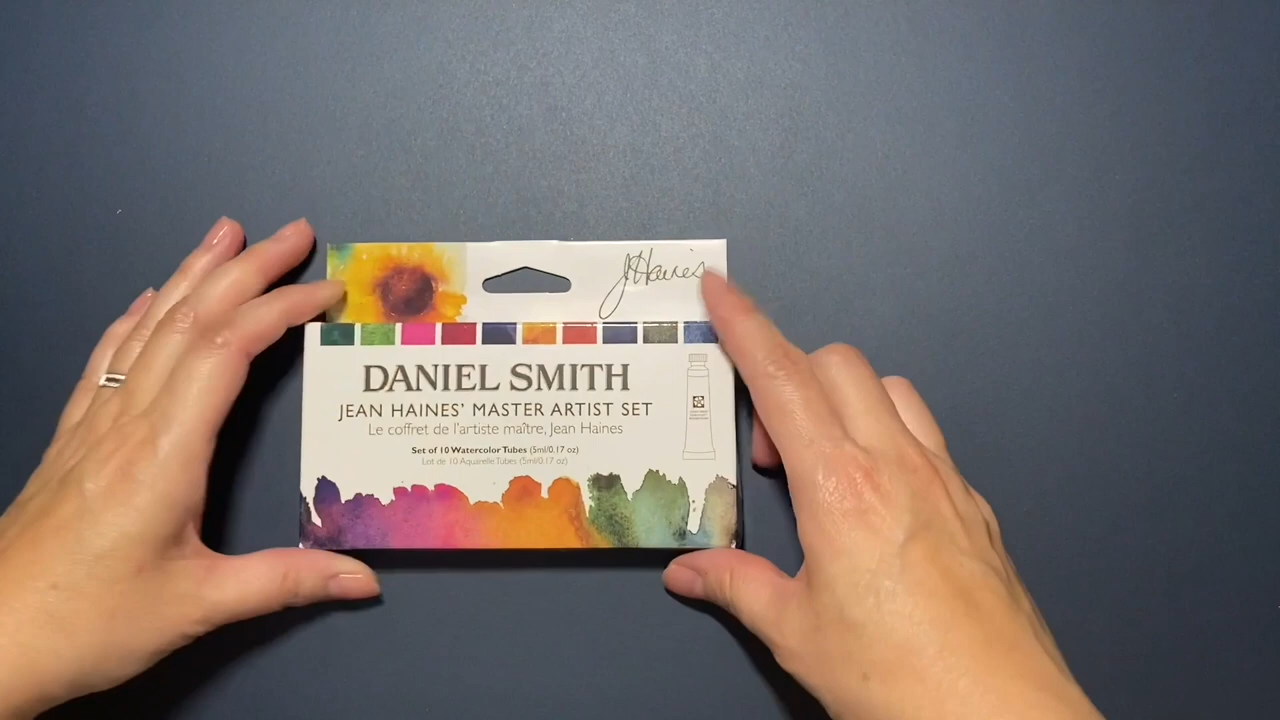 JHaines
DANIEL SMITH
JEAN HAINES' MASTER ARTIST SET
Le coffret de l'artiste maître, Jean Haines
Set of 10 Watercolor Tubes (5ml/0.17 oz)
Lot de 10 Aquarelle Tubes (5ml/0.17 oz)